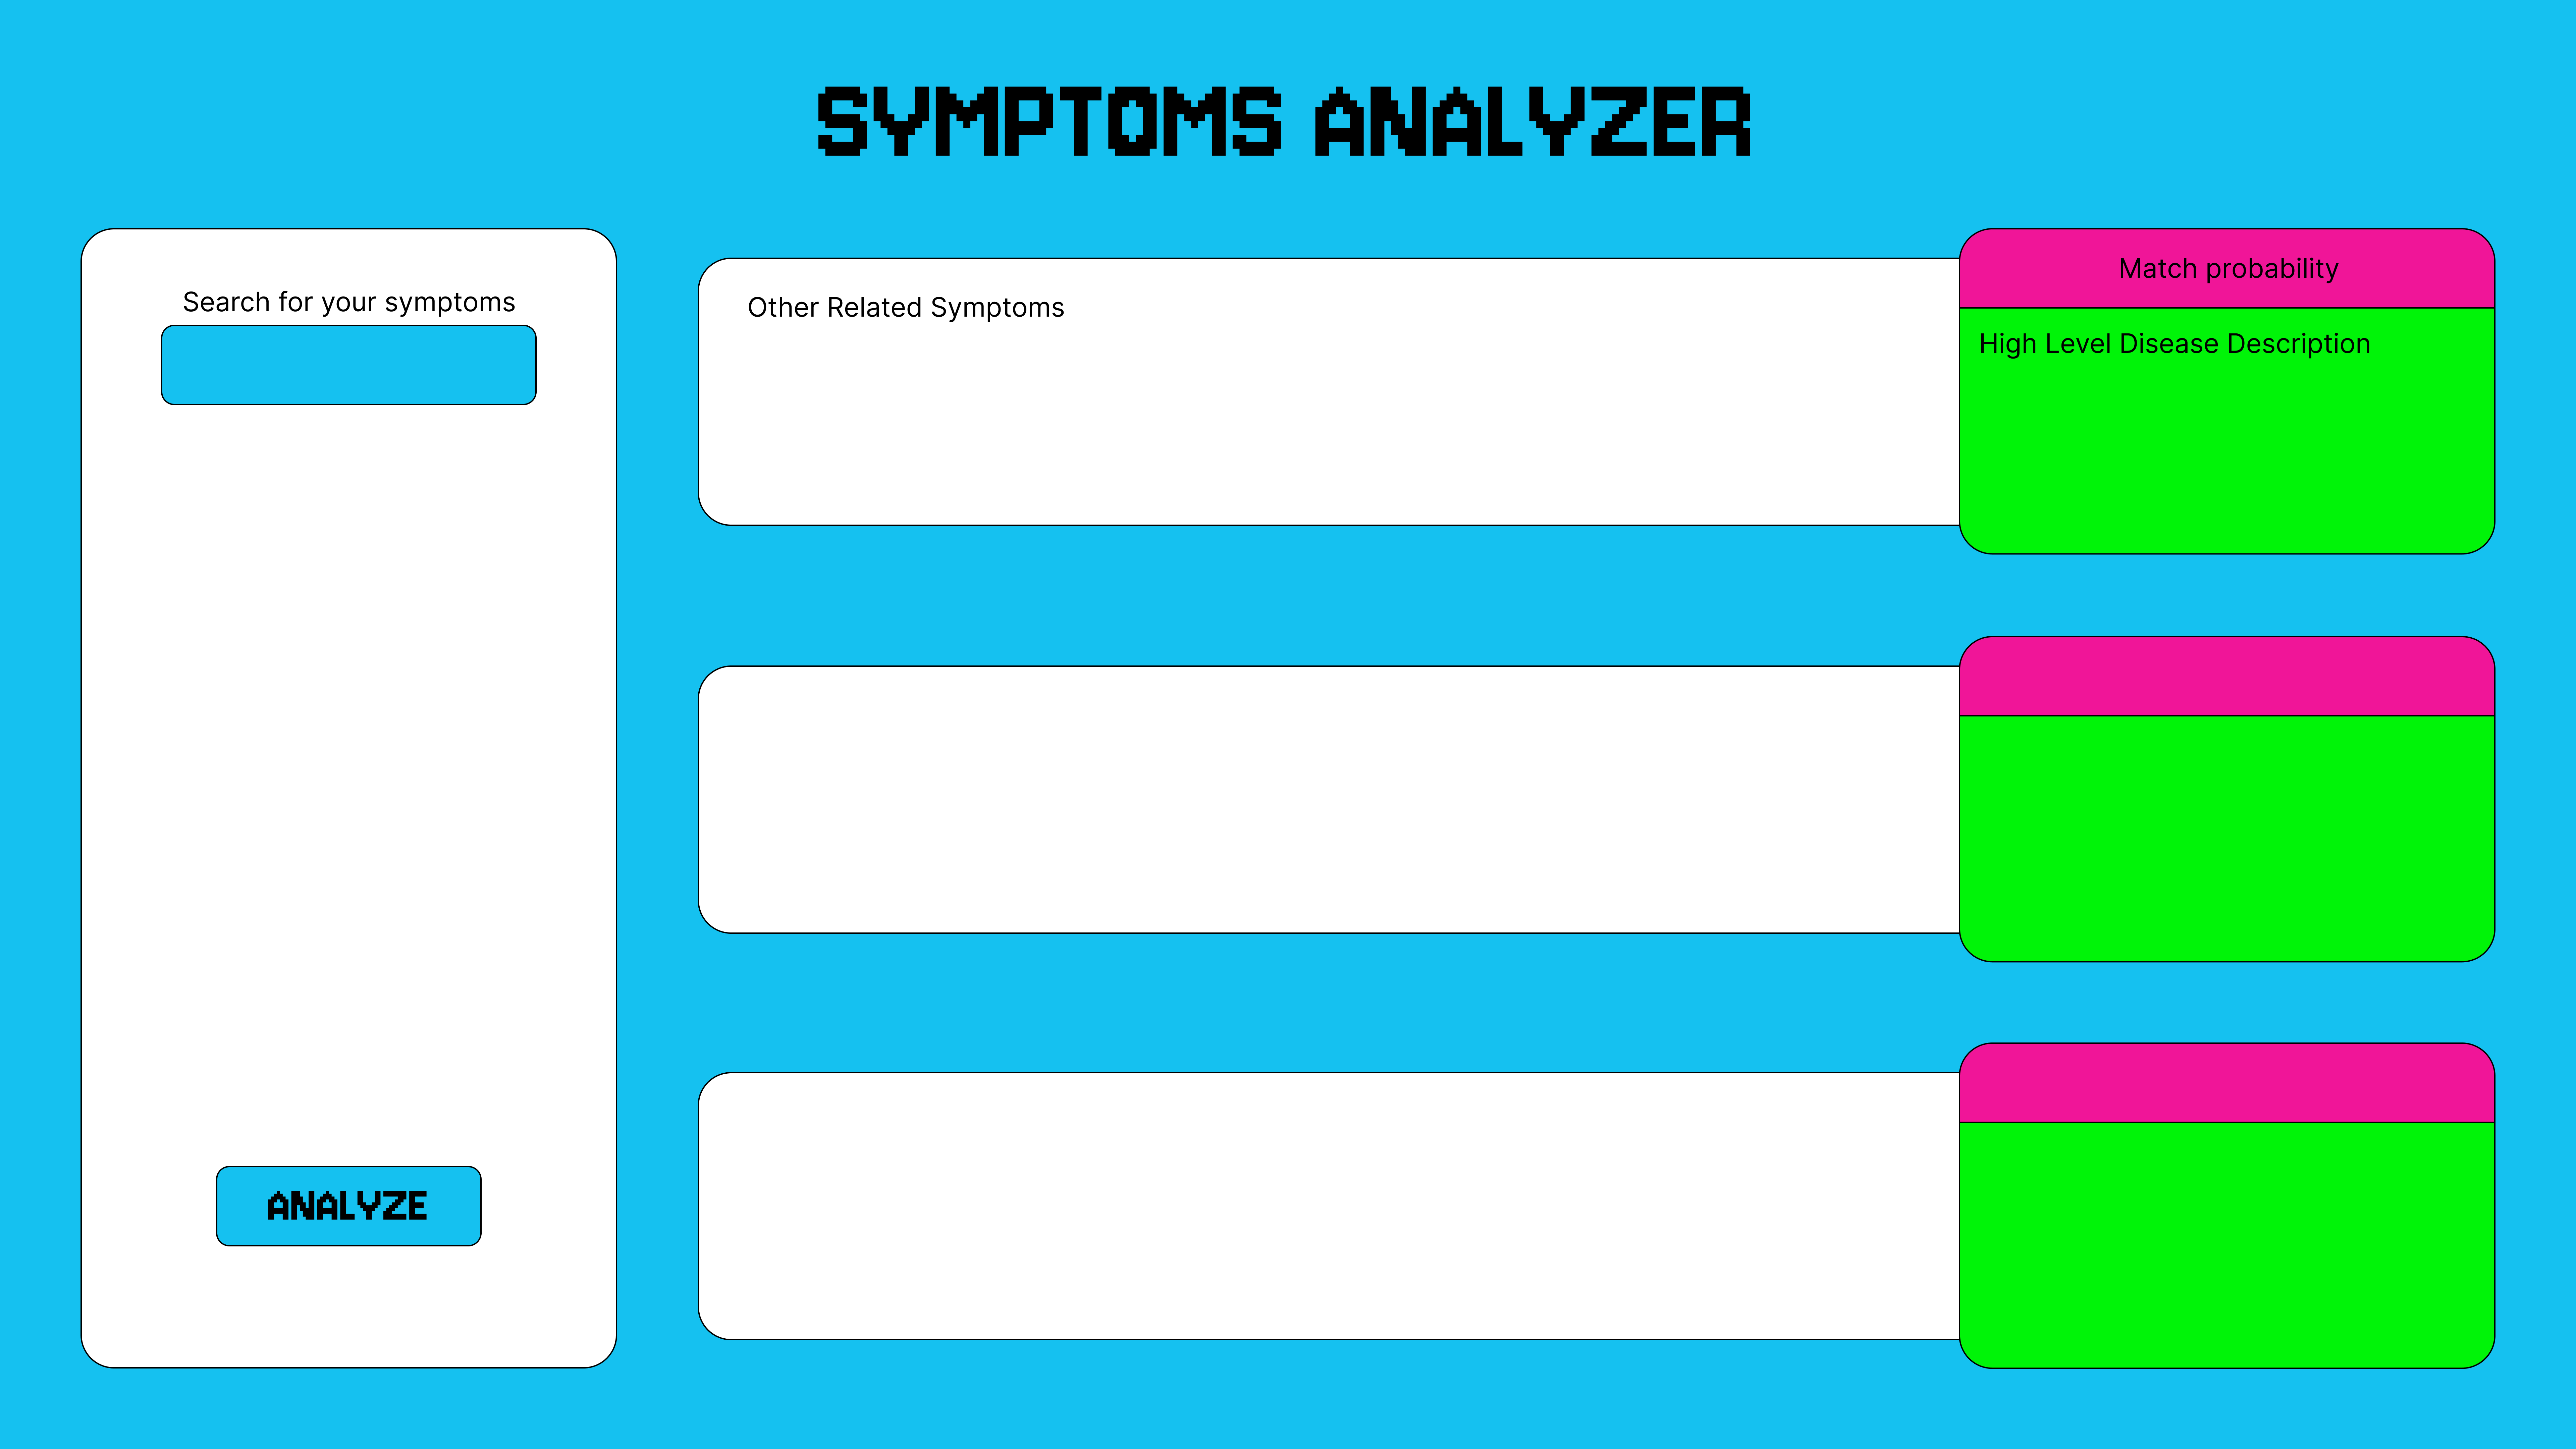 SYMPTOMS ANALYZER
Search for your symptoms
ANALYZE
Other Related Symptoms
Match probability
High Level Disease Description